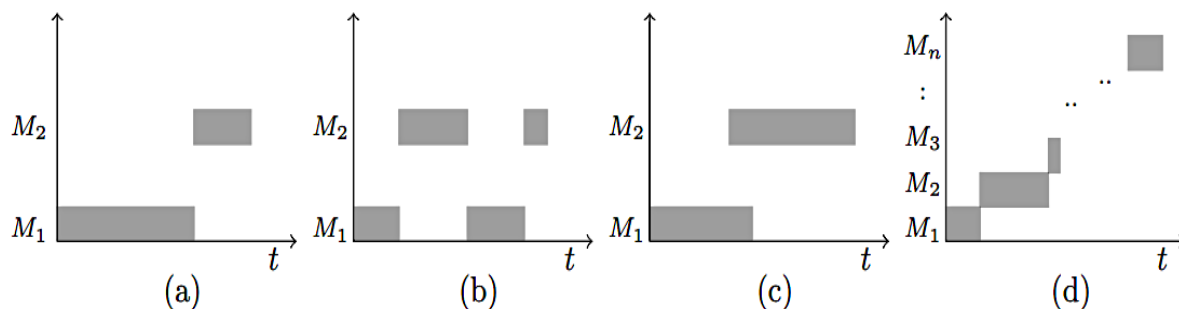 M₂ M₂ M₂ Mₙ
:
..
..
M₃
M₂
M₁ M₁ M₁ M₁
t t t t
(a) (b) (c) (d)